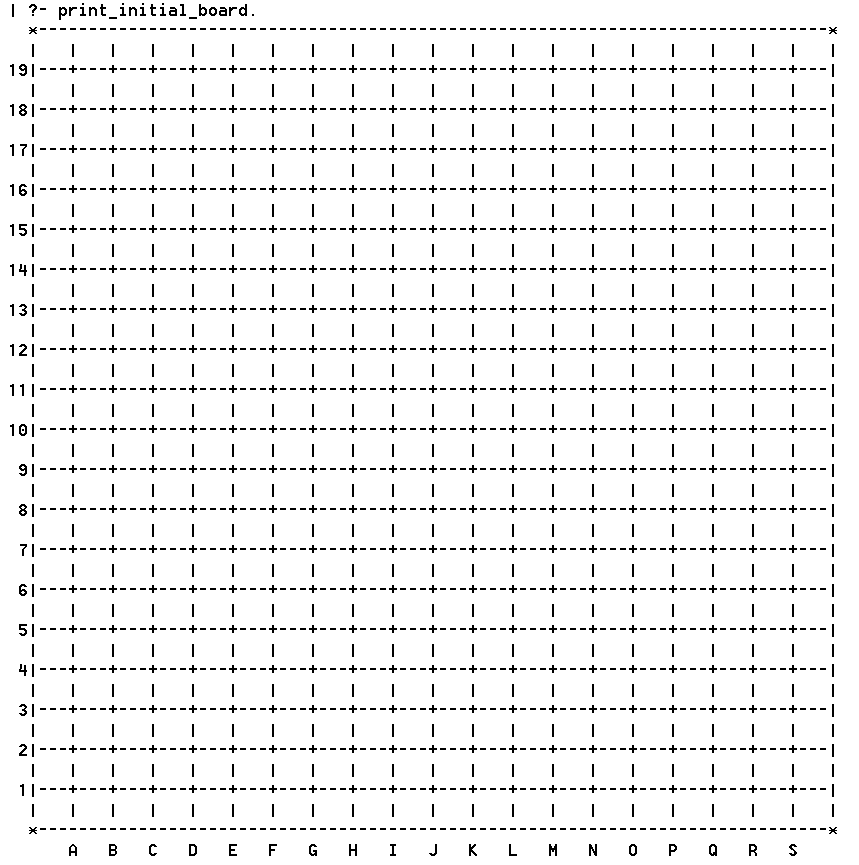 | ?- print_initial_board.
  *-------------------------------------------------------------------------------*
  |   |   |   |   |   |   |   |   |   |   |   |   |   |   |   |   |   |   |   |   |
19|---+---+---+---+---+---+---+---+---+---+---+---+---+---+---+---+---+---+---+---|
  |   |   |   |   |   |   |   |   |   |   |   |   |   |   |   |   |   |   |   |   |
18|---+---+---+---+---+---+---+---+---+---+---+---+---+---+---+---+---+---+---+---|
  |   |   |   |   |   |   |   |   |   |   |   |   |   |   |   |   |   |   |   |   |
17|---+---+---+---+---+---+---+---+---+---+---+---+---+---+---+---+---+---+---+---|
  |   |   |   |   |   |   |   |   |   |   |   |   |   |   |   |   |   |   |   |   |
16|---+---+---+---+---+---+---+---+---+---+---+---+---+---+---+---+---+---+---+---|
  |   |   |   |   |   |   |   |   |   |   |   |   |   |   |   |   |   |   |   |   |
15|---+---+---+---+---+---+---+---+---+---+---+---+---+---+---+---+---+---+---+---|
  |   |   |   |   |   |   |   |   |   |   |   |   |   |   |   |   |   |   |   |   |
14|---+---+---+---+---+---+---+---+---+---+---+---+---+---+---+---+---+---+---+---|
  |   |   |   |   |   |   |   |   |   |   |   |   |   |   |   |   |   |   |   |   |
13|---+---+---+---+---+---+---+---+---+---+---+---+---+---+---+---+---+---+---+---|
  |   |   |   |   |   |   |   |   |   |   |   |   |   |   |   |   |   |   |   |   |
12|---+---+---+---+---+---+---+---+---+---+---+---+---+---+---+---+---+---+---+---|
  |   |   |   |   |   |   |   |   |   |   |   |   |   |   |   |   |   |   |   |   |
11|---+---+---+---+---+---+---+---+---+---+---+---+---+---+---+---+---+---+---+---|
  |   |   |   |   |   |   |   |   |   |   |   |   |   |   |   |   |   |   |   |   |
10|---+---+---+---+---+---+---+---+---+---+---+---+---+---+---+---+---+---+---+---|
  |   |   |   |   |   |   |   |   |   |   |   |   |   |   |   |   |   |   |   |   |
 9|---+---+---+---+---+---+---+---+---+---+---+---+---+---+---+---+---+---+---+---|
  |   |   |   |   |   |   |   |   |   |   |   |   |   |   |   |   |   |   |   |   |
 8|---+---+---+---+---+---+---+---+---+---+---+---+---+---+---+---+---+---+---+---|
  |   |   |   |   |   |   |   |   |   |   |   |   |   |   |   |   |   |   |   |   |
 7|---+---+---+---+---+---+---+---+---+---+---+---+---+---+---+---+---+---+---+---|
  |   |   |   |   |   |   |   |   |   |   |   |   |   |   |   |   |   |   |   |   |
 6|---+---+---+---+---+---+---+---+---+---+---+---+---+---+---+---+---+---+---+---|
  |   |   |   |   |   |   |   |   |   |   |   |   |   |   |   |   |   |   |   |   |
 5|---+---+---+---+---+---+---+---+---+---+---+---+---+---+---+---+---+---+---+---|
  |   |   |   |   |   |   |   |   |   |   |   |   |   |   |   |   |   |   |   |   |
 4|---+---+---+---+---+---+---+---+---+---+---+---+---+---+---+---+---+---+---+---|
  |   |   |   |   |   |   |   |   |   |   |   |   |   |   |   |   |   |   |   |   |
 3|---+---+---+---+---+---+---+---+---+---+---+---+---+---+---+---+---+---+---+---|
  |   |   |   |   |   |   |   |   |   |   |   |   |   |   |   |   |   |   |   |   |
 2|---+---+---+---+---+---+---+---+---+---+---+---+---+---+---+---+---+---+---+---|
  |   |   |   |   |   |   |   |   |   |   |   |   |   |   |   |   |   |   |   |   |
 1|---+---+---+---+---+---+---+---+---+---+---+---+---+---+---+---+---+---+---+---|
  |   |   |   |   |   |   |   |   |   |   |   |   |   |   |   |   |   |   |   |   |
  *-------------------------------------------------------------------------------*
      A   B   C   D   E   F   G   H   I   J   K   L   M   N   O   P   Q   R   S